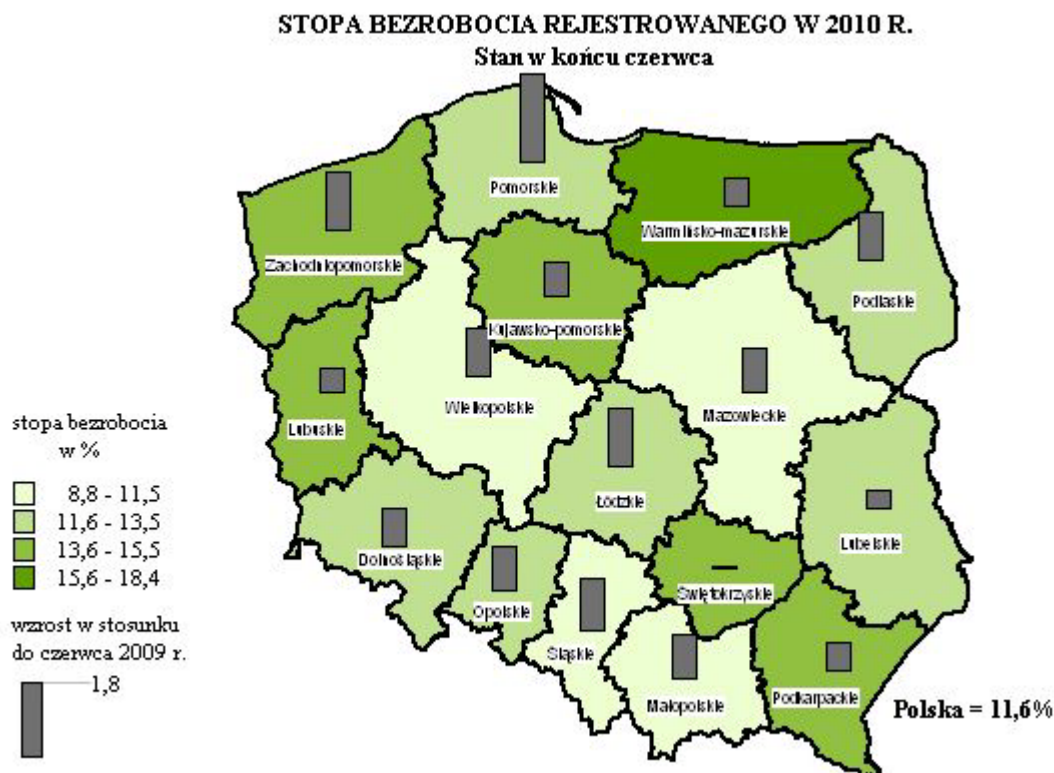 STOPA BEZROBOCIA REJESTROWANEGO W 2010 R.
Stan w końcu czerwca
Pomorskie
Warmińsko-mazurskie
Zachodniopomorskie
Podlaskie
Kujawsko-pomorskie
Wielkopolskie
Mazowieckie
Lubuskie
Łódzkie
Lubelskie
Dolnośląskie
Świętokrzyskie
Opolskie
Śląskie
Podkarpackie
Małopolskie
stopa bezrobocia
w %
8,8 - 11,5
11,6 - 13,5
13,6 - 15,5
15,6 - 18,4
wzrost w stosunku
do czerwca 2009 r.
1,8
Polska = 11,6%